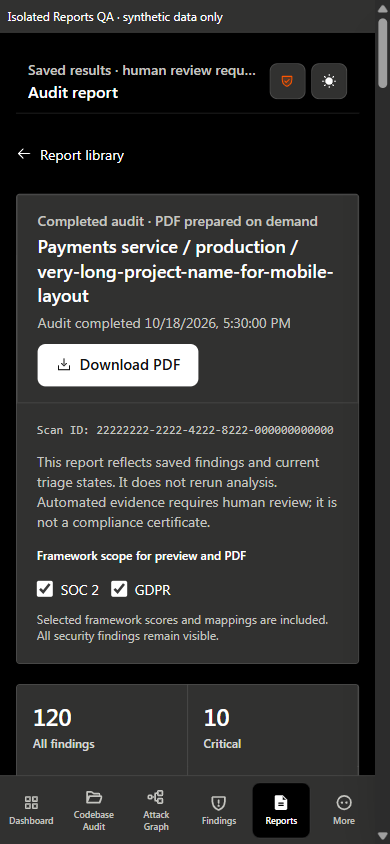 Isolated Reports QA · synthetic data only
Saved results · human review requ...
Audit report
Report library
Completed audit · PDF prepared on demand
Payments service / production /
very-long-project-name-for-mobile-
layout
Audit completed 10/18/2026, 5:30:00 PM
Download PDF
Scan ID: 22222222-2222-4222-8222-000000000000
This report reflects saved findings and current
triage states. It does not rerun analysis.
Automated evidence requires human review; it is
not a compliance certificate.
Framework scope for preview and PDF
SOC 2 GDPR
Selected framework scores and mappings are included.
All security findings remain visible.
120 10
All findings Critical
Dashboard
Codebase
Audit
Attack
Graph
Findings
Reports
More